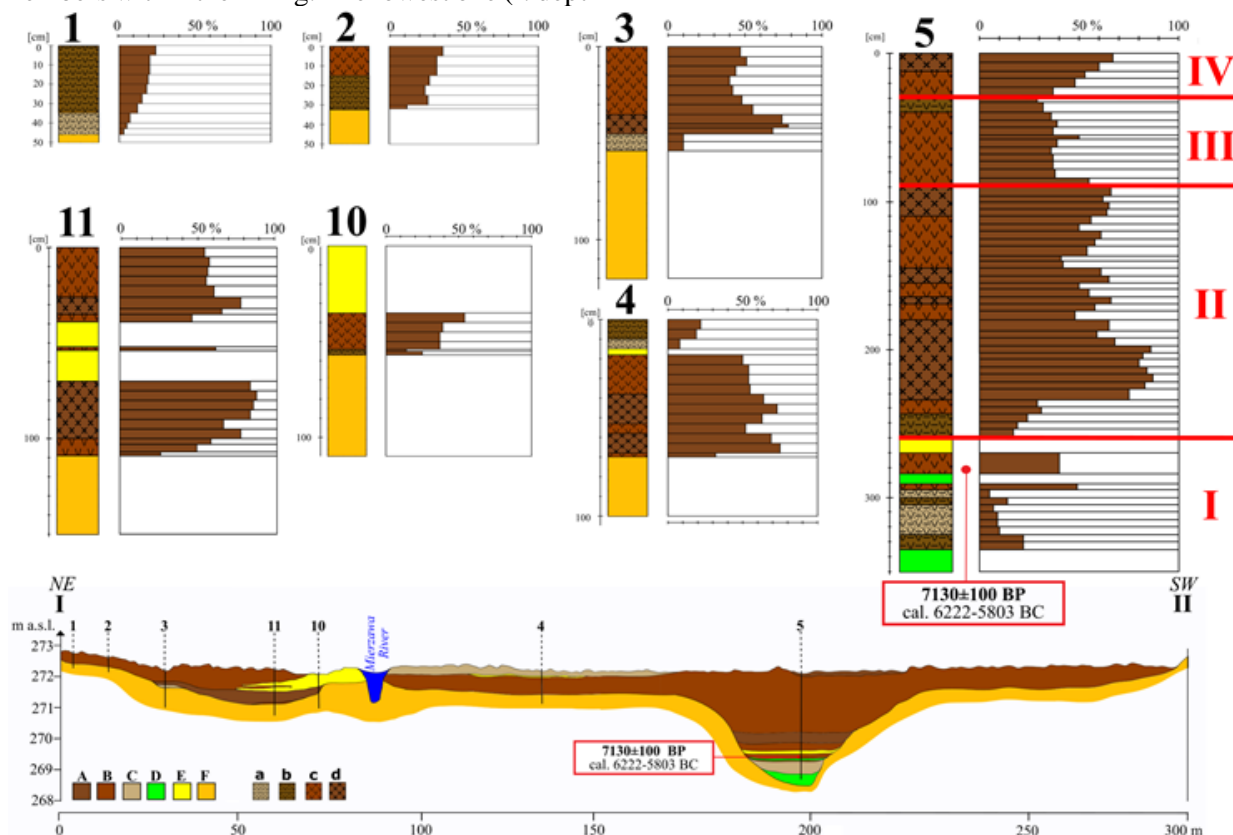 1
2
3
4
5
10
11
[cm]
0
10
20
30
40
50
0 50 % 100
[cm]
0
10
20
30
40
50
0 50 % 100
[cm]
0
100
0 50 % 100
[cm]
0
100
200
300
0 50 % 100
IV
III
II
I
[cm]
0
100
0 50 % 100
[cm]
0
100
0 50 % 100
[cm]
0
100
0 50 % 100
7130±100 BP
cal. 6222-5803 BC
NE
I
SW
II
m a.s.l.
1 2 3 11 10 4 5
Mierzawa
River
273
272
271
270
269
268
7130±100 BP
cal. 6222-5803 BC
A B C D E F a b c d
0 50 100 150 200 300 m